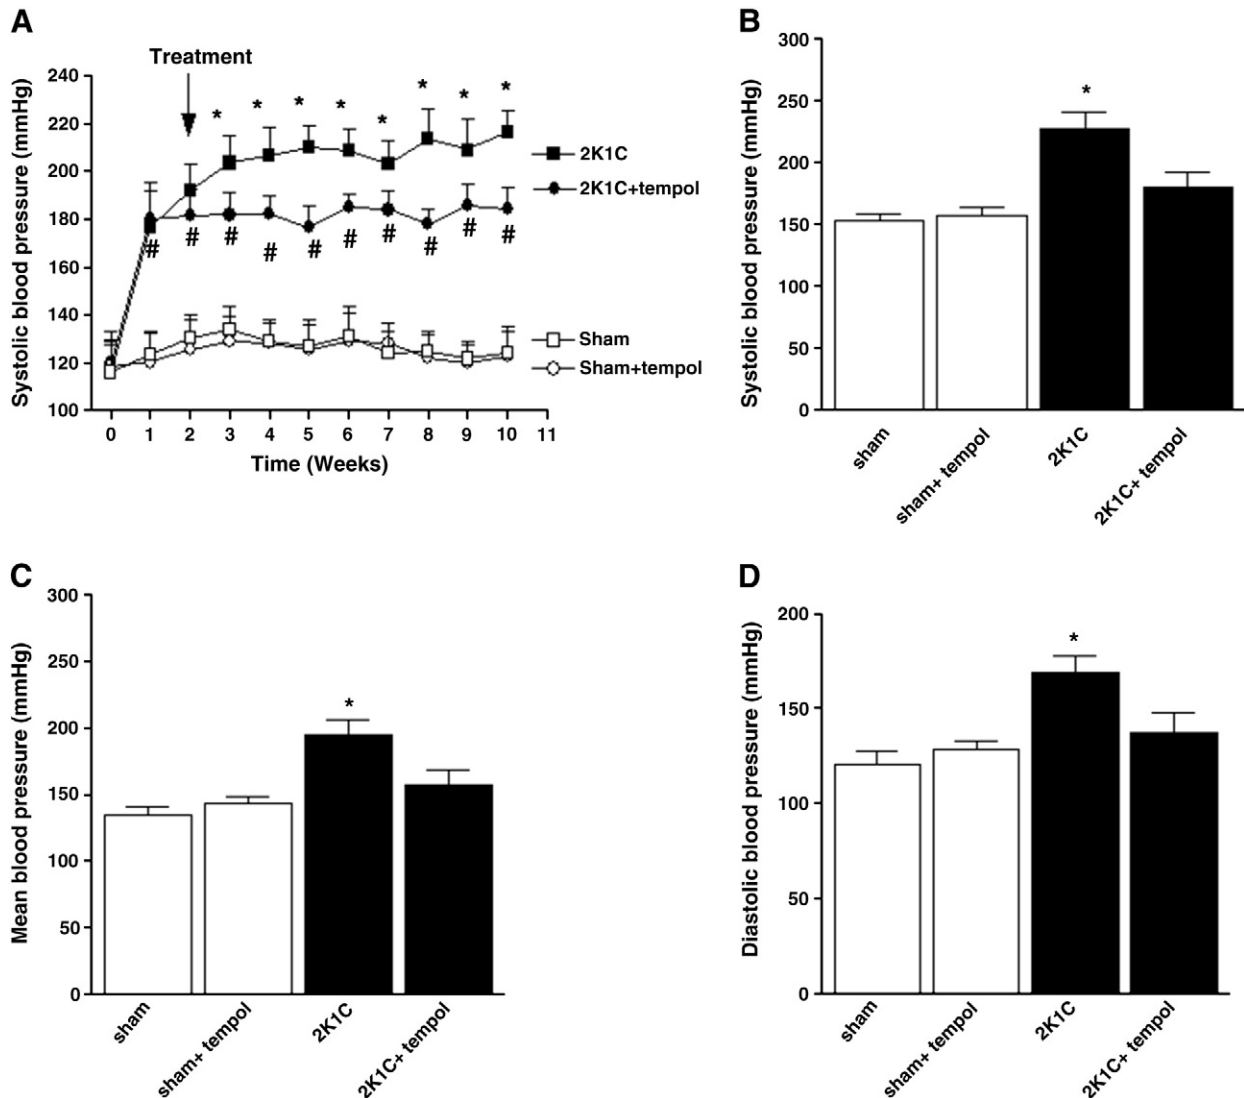 A
Treatment
Systolic blood pressure (mmHg)
240
220
200
180
160
140
120
100
* * * * * * * *
# # # # # # # # # #
2K1C
2K1C+tempol
Sham
Sham+tempol
0 1 2 3 4 5 6 7 8 9 10 11
Time (Weeks)
B
Systolic blood pressure (mmHg)
300
250
200
150
100
50
0
*
sham
sham+ tempol
2K1C
2K1C+ tempol
C
Mean blood pressure (mmHg)
300
250
200
150
100
50
0
*
sham
sham+ tempol
2K1C
2K1C+ tempol
D
Diastolic blood pressure (mmHg)
200
150
100
50
0
*
sham
sham+ tempol
2K1C
2K1C+ tempol